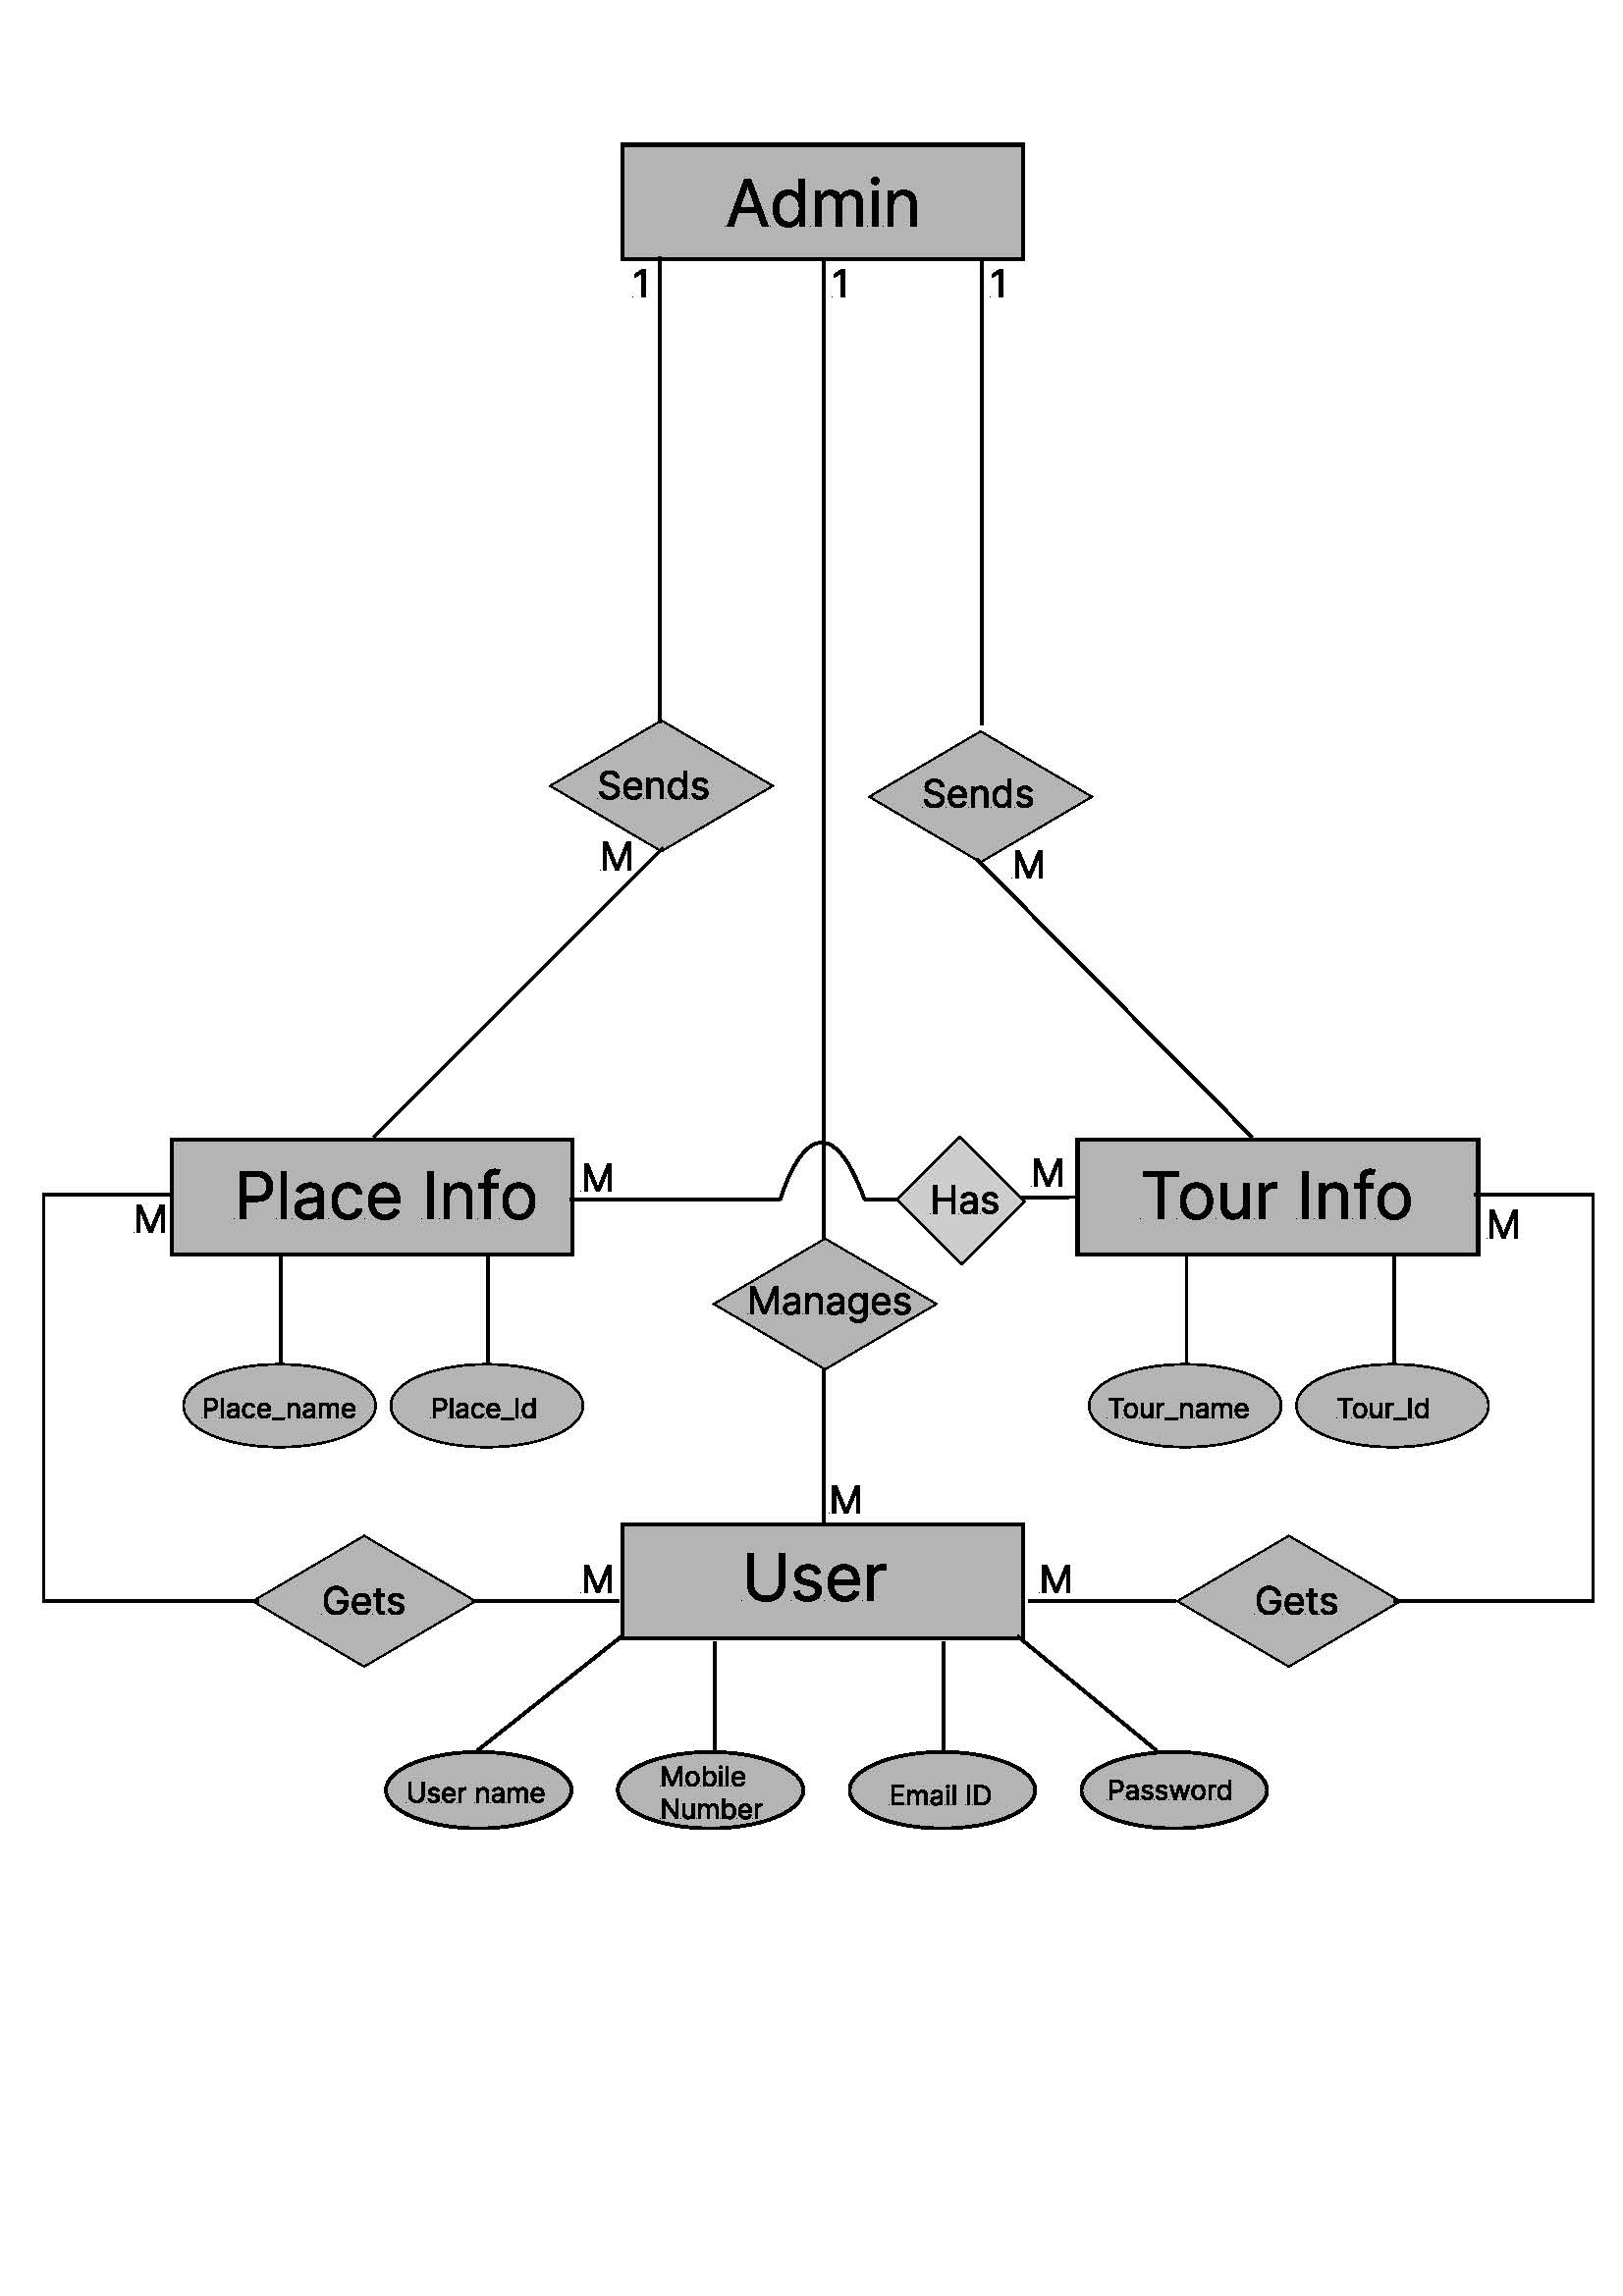 Admin
1
1
1
Sends
Sends
M
M
Place Info
M
Has
M
Tour Info
M
M
Manages
Place_name
Place_Id
Tour_name
Tour_Id
M
User
M
M
Gets
Gets
User name
Mobile
Number
Email ID
Password